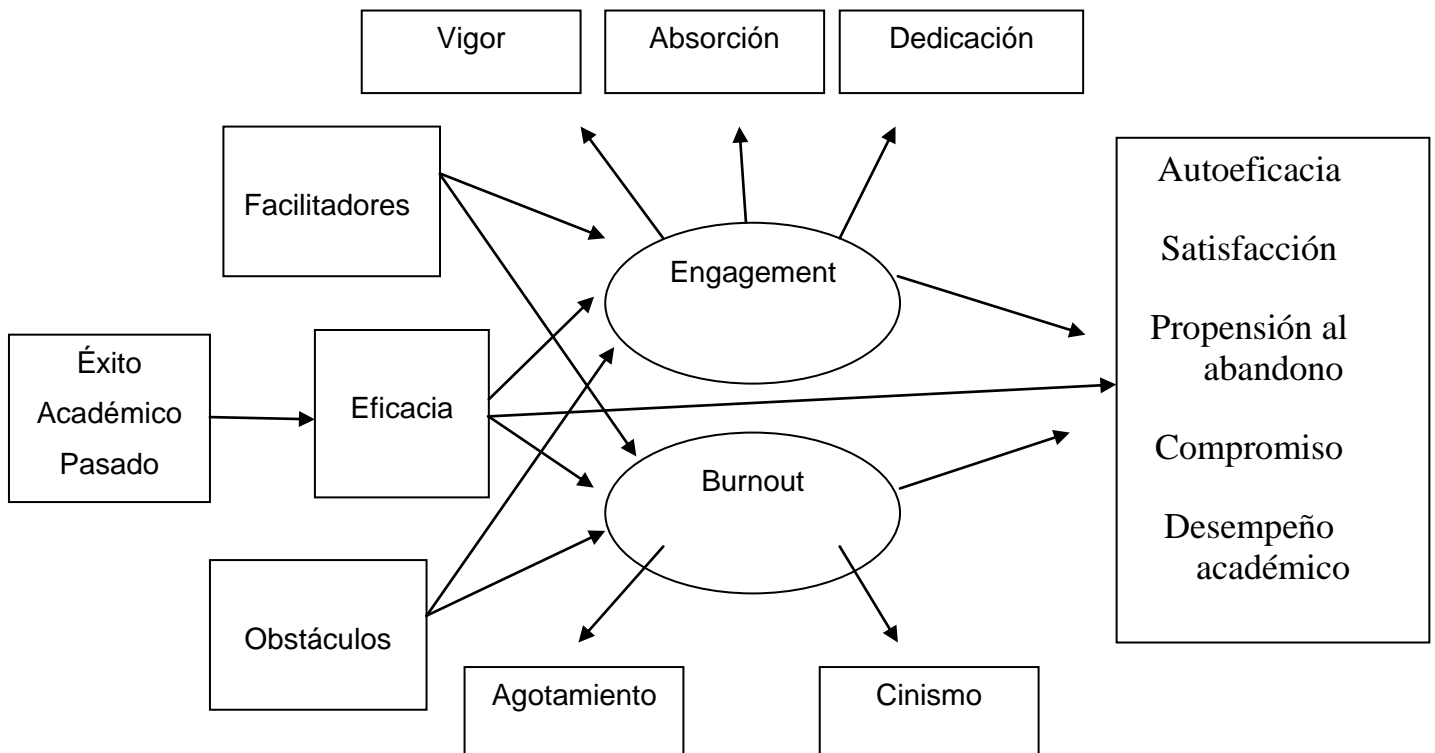 Vigor
Absorción
Dedicación
Facilitadores
Engagement
Éxito
Académico
Pasado
Eficacia
Burnout
Obstáculos
Agotamiento
Cinismo
Autoeficacia
Satisfacción
Propensión al
abandono
Compromiso
Desempeño
académico